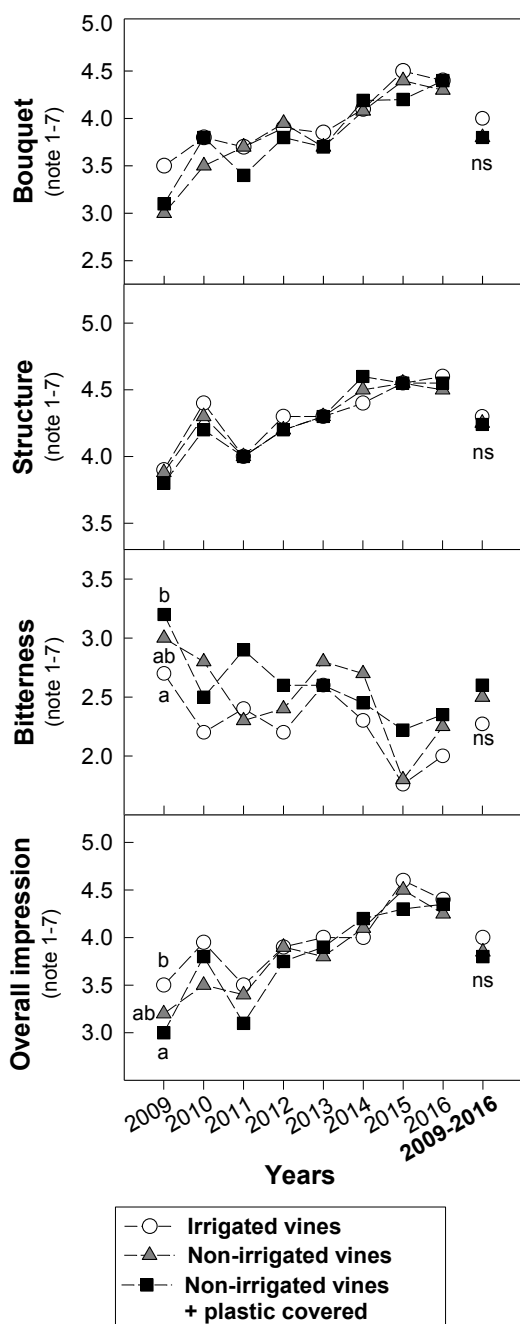 Bouquet
(note 1-7)
5.0
4.5
4.0
3.5
3.0
2.5
ns
Structure
(note 1-7)
5.0
4.5
4.0
3.5
ns
Bitterness
(note 1-7)
3.5
3.0
2.5
2.0
b
ab
a
ns
Overall impression
(note 1-7)
5.0
4.5
4.0
3.5
3.0
b
ab
a
ns
2009
2010
2011
2012
2013
2014
2015
2016
2009-2016
Years
Irrigated vines
Non-irrigated vines
Non-irrigated vines
+ plastic covered